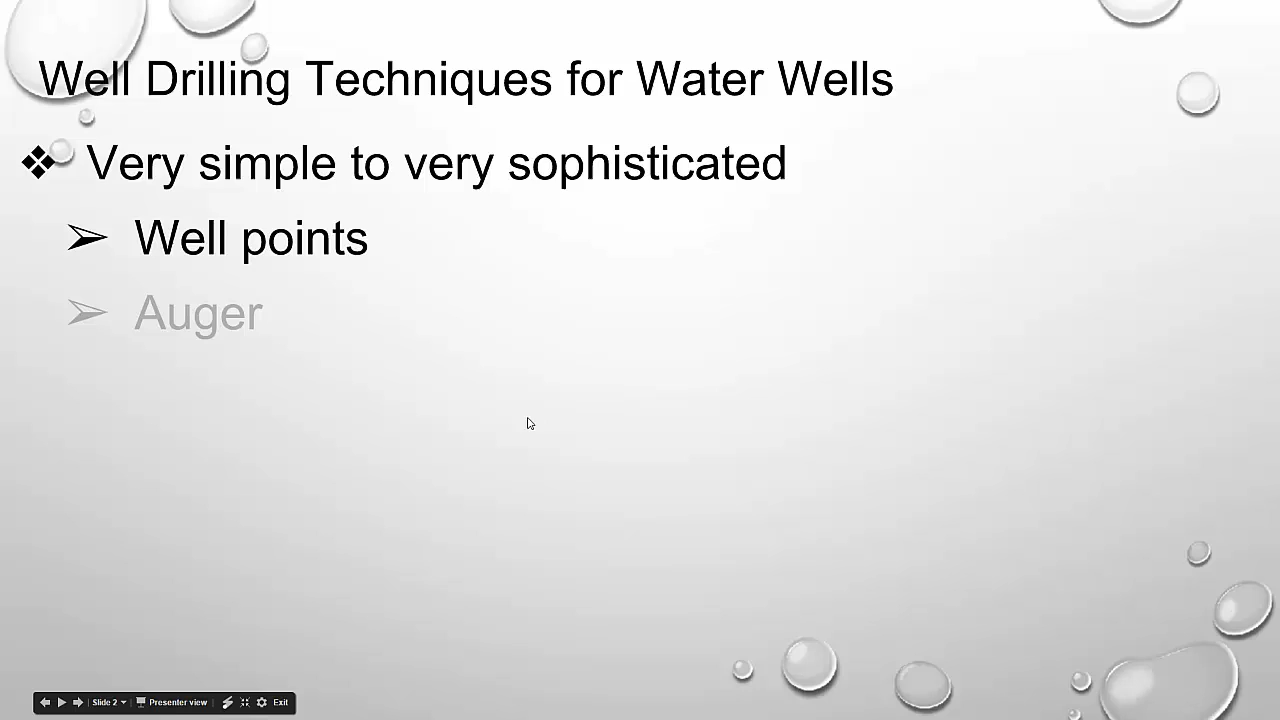 Well Drilling Techniques for Water Wells
❖ Very simple to very sophisticated
➢ Well points
➢ Auger
Slide 2 Presenter view Exit